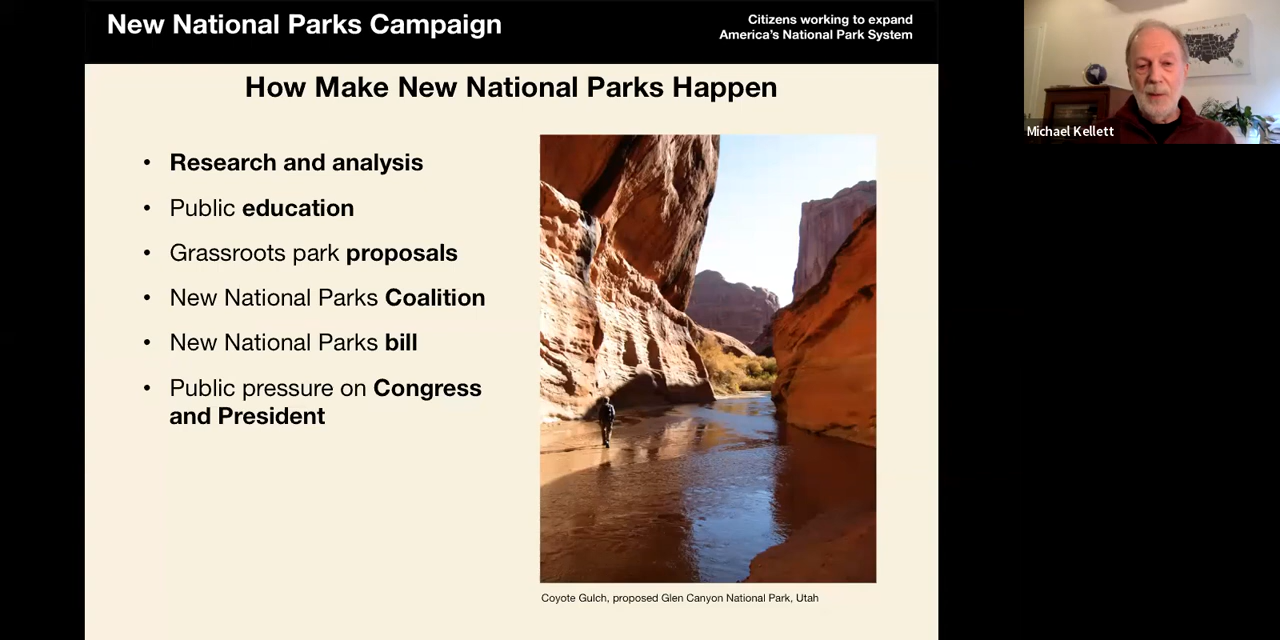 New National Parks Campaign
Citizens working to expand
America's National Park System
How Make New National Parks Happen
• Research and analysis
• Public education
• Grassroots park proposals
• New National Parks Coalition
• New National Parks bill
• Public pressure on Congress
and President
Coyote Gulch, proposed Glen Canyon National Park, Utah
Michael Kellett